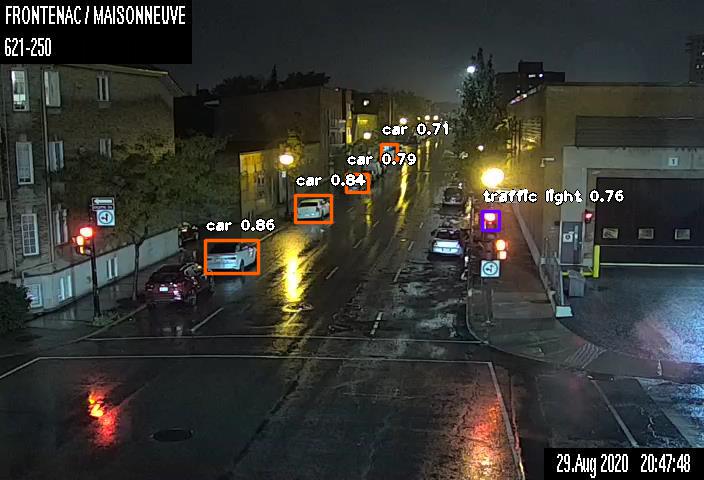 FRONTENAC / MAISONNEUVE
621-250
car 0.71
car 0.79
car 0.84
traffic light 0.76
car 0.86
29.Aug 2020 20:47:48